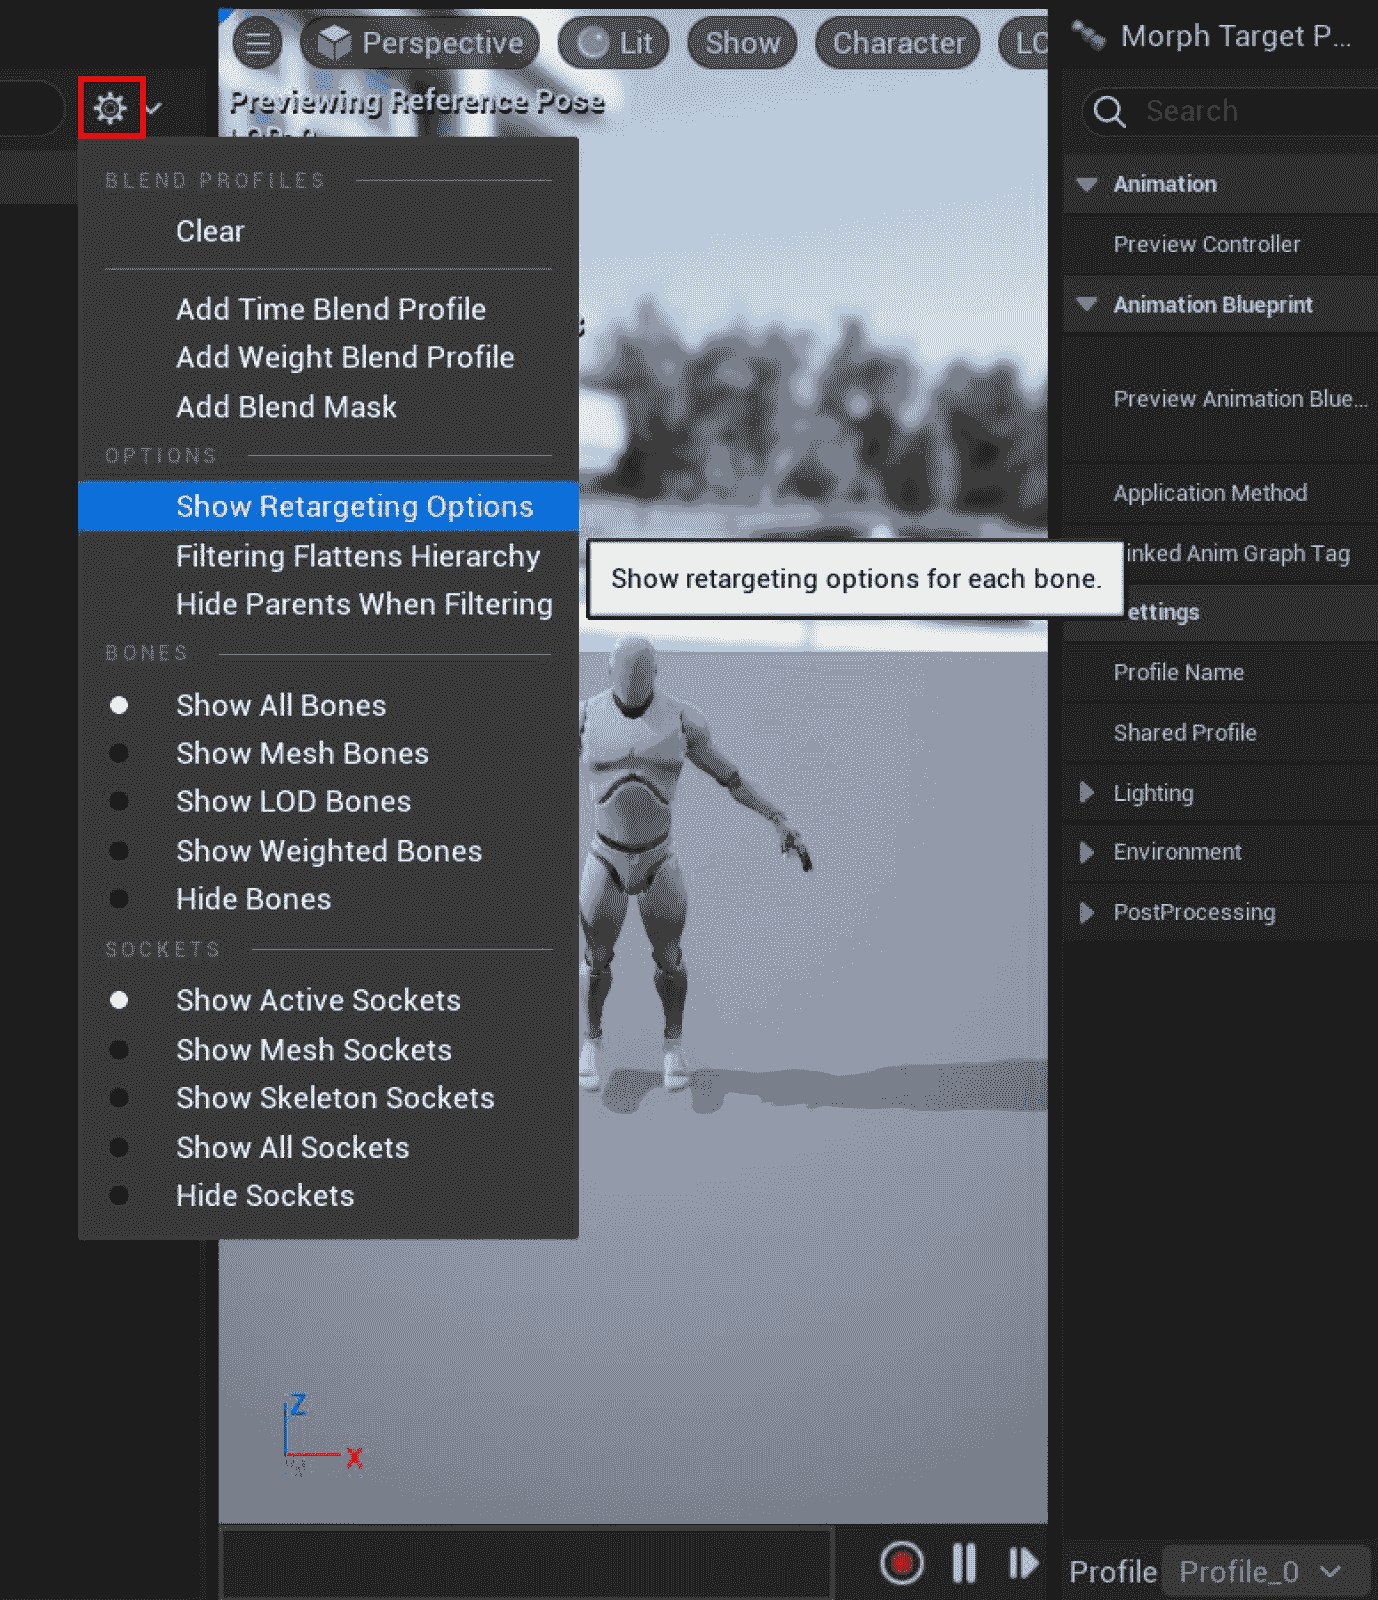 Perspective
Lit
Show
Character
Previewing Reference Pose
BLEND PROFILES
Clear
Add Time Blend Profile
Add Weight Blend Profile
Add Blend Mask
OPTIONS
Show Retargeting Options
Filtering Flattens Hierarchy
Hide Parents When Filtering
BONES
Show All Bones
Show Mesh Bones
Show LOD Bones
Show Weighted Bones
Hide Bones
SOCKETS
Show Active Sockets
Show Mesh Sockets
Show Skeleton Sockets
Show All Sockets
Hide Sockets
Show retargeting options for each bone.
Z
X
Morph Target P...
Search
Animation
Preview Controller
Animation Blueprint
Preview Animation Blue...
Application Method
inked Anim Graph Tag
ettings
Profile Name
Shared Profile
Lighting
Environment
PostProcessing
Profile Profile_0